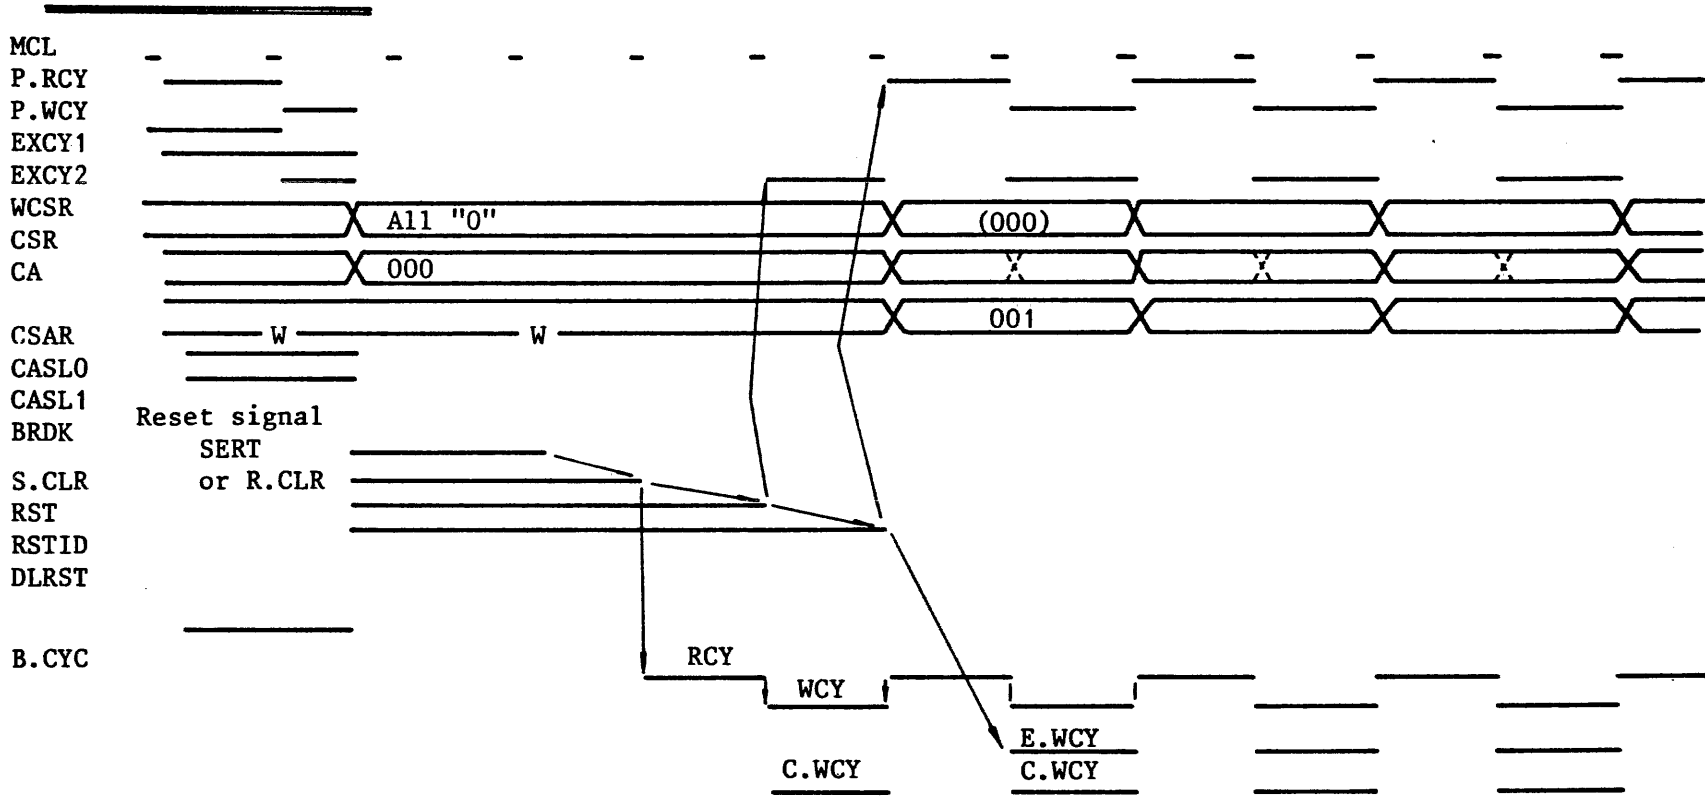 MCL
P.RCY
P.WCY
EXCY1
EXCY2
WCSR
All "0" (000)
CSR
CA 000
001
CSAR W W
CASL0
CASL1
Reset signal
BRDK
SERT
S.CLR or R.CLR
RST
RSTID
DLRST
B.CYC RCY
WCY
E.WCY
C.WCY C.WCY